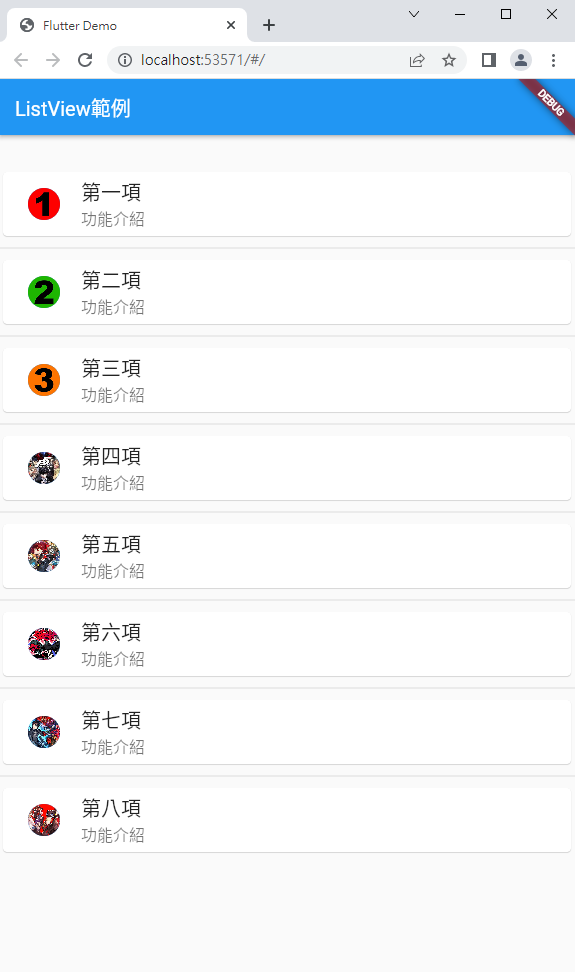 Flutter Demo
localhost:53571/#/
ListView範例
DEBUG
1
第一項
功能介紹
2
第二項
功能介紹
3
第三項
功能介紹
第四項
功能介紹
第五項
功能介紹
第六項
功能介紹
第七項
功能介紹
第八項
功能介紹